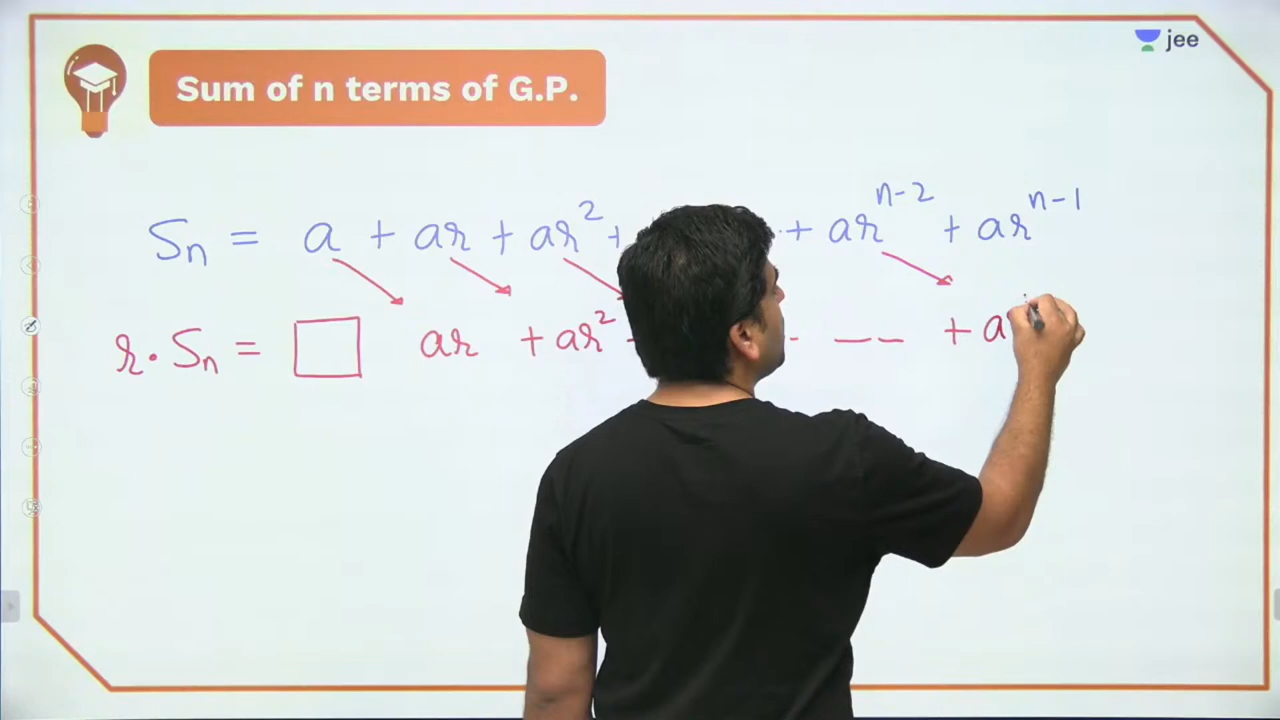 jee
Sum of n terms of G.P.
Sₙ = a + ar + ar² + . + arⁿ⁻² + arⁿ⁻¹
r · Sₙ = ar + ar² - - -- + a